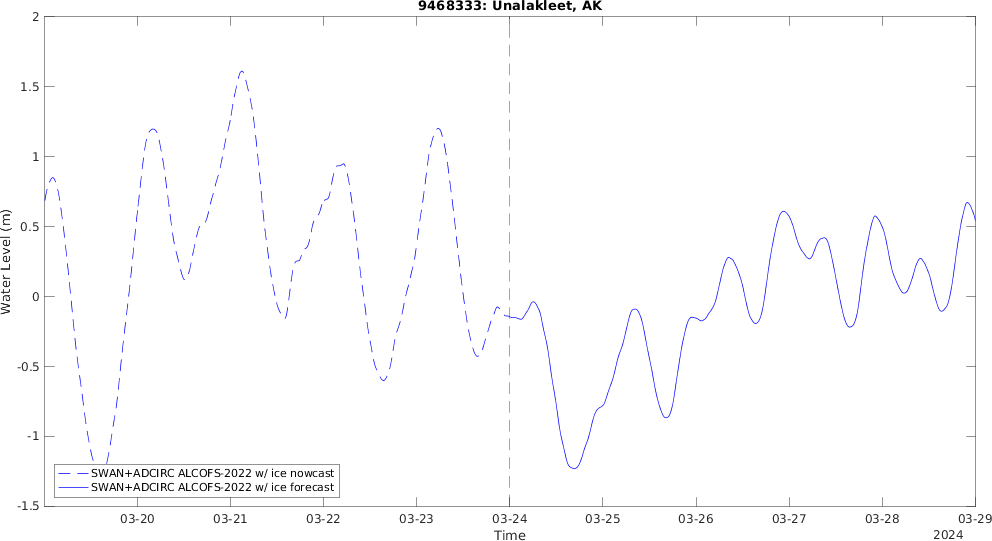 9468333: Unalakleet, AK
2
1.5
1
0.5
0
-0.5
-1
-1.5
Water Level (m)
SWAN+ADCIRC ALCOFS-2022 w/ ice nowcast
SWAN+ADCIRC ALCOFS-2022 w/ ice forecast
03-20 03-21 03-22 03-23 03-24 03-25 03-26 03-27 03-28 03-29
Time
2024